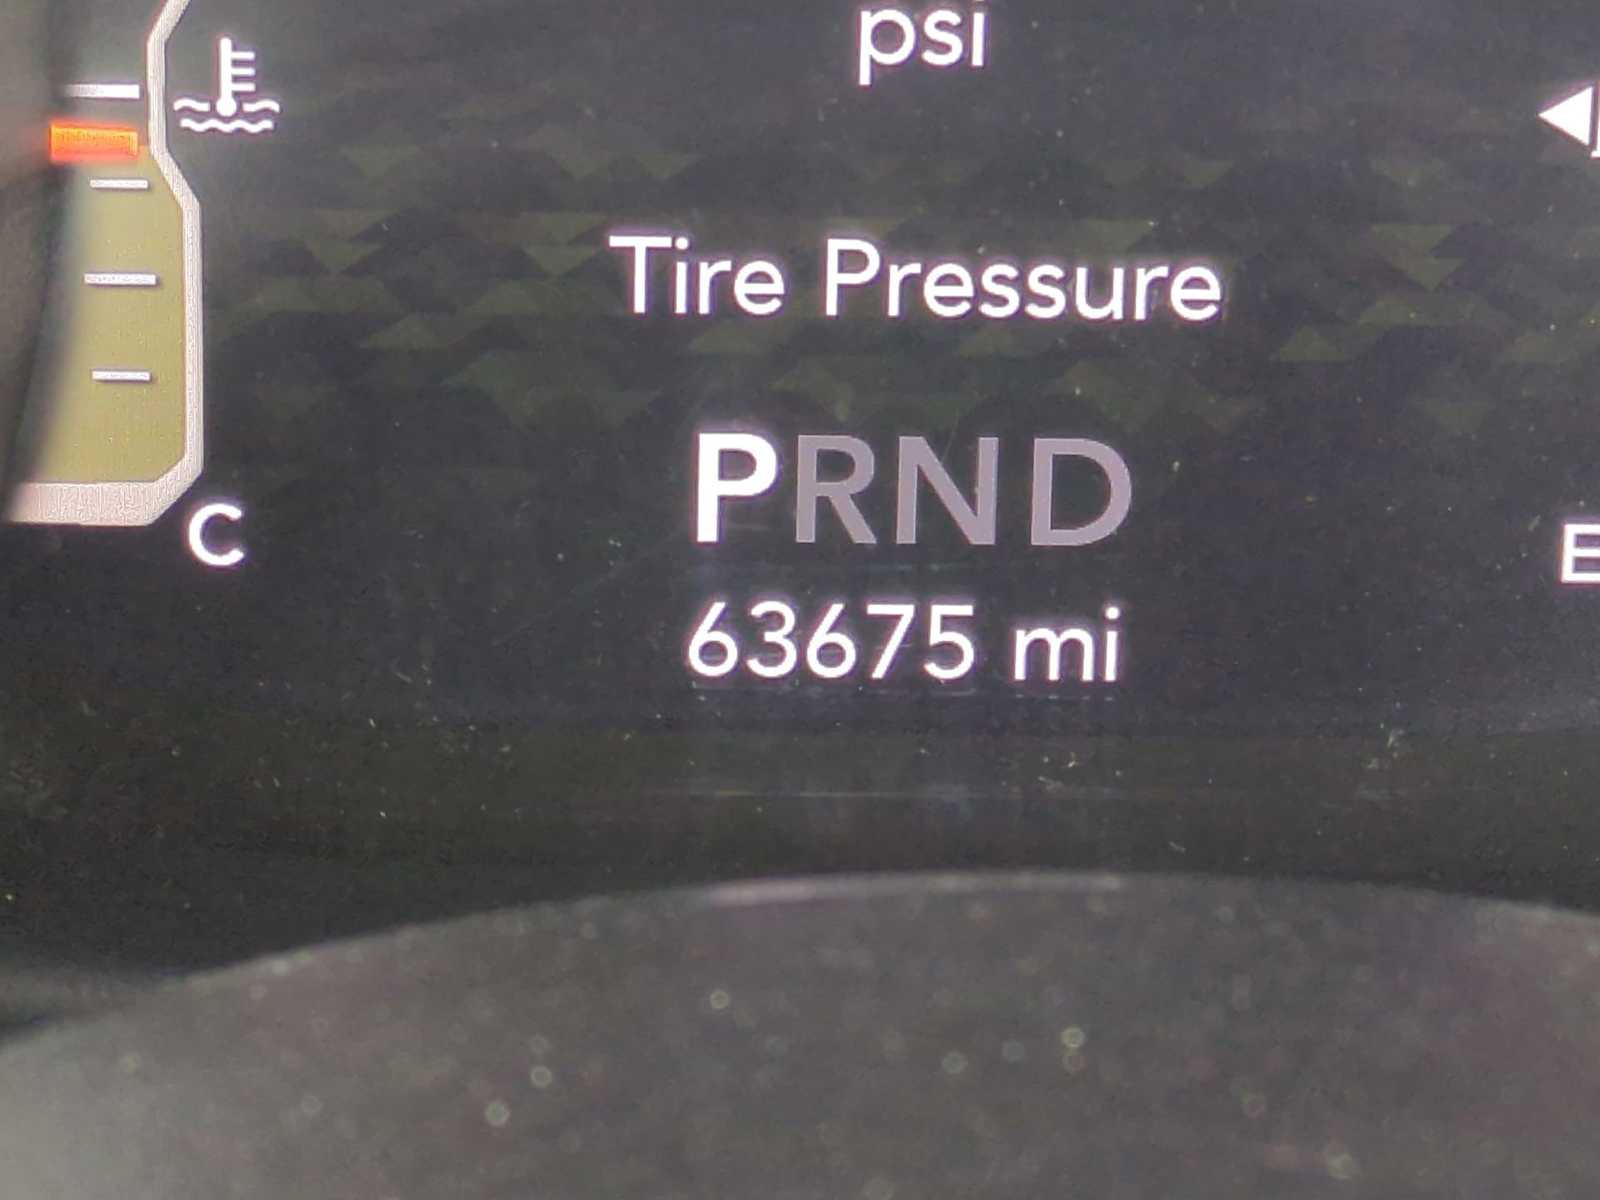 psi
Tire Pressure
PRND
C
E
63675 mi